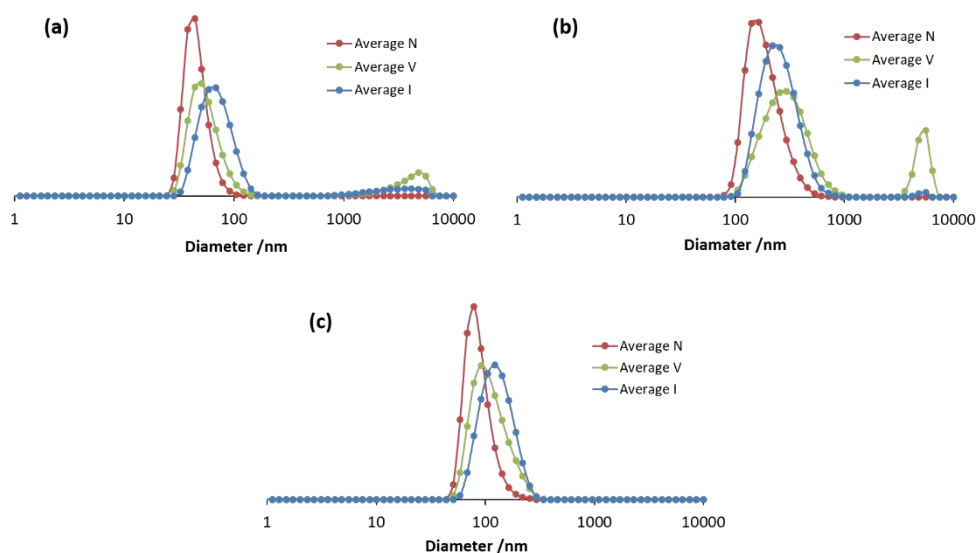 (a)
Average N
Average V
Average I
1 10 100 1000 10000
Diameter /nm
(b)
Average N
Average V
Average I
1 10 100 1000 10000
Diamater /nm
(c)
Average N
Average V
Average I
1 10 100 1000 10000
Diameter /nm